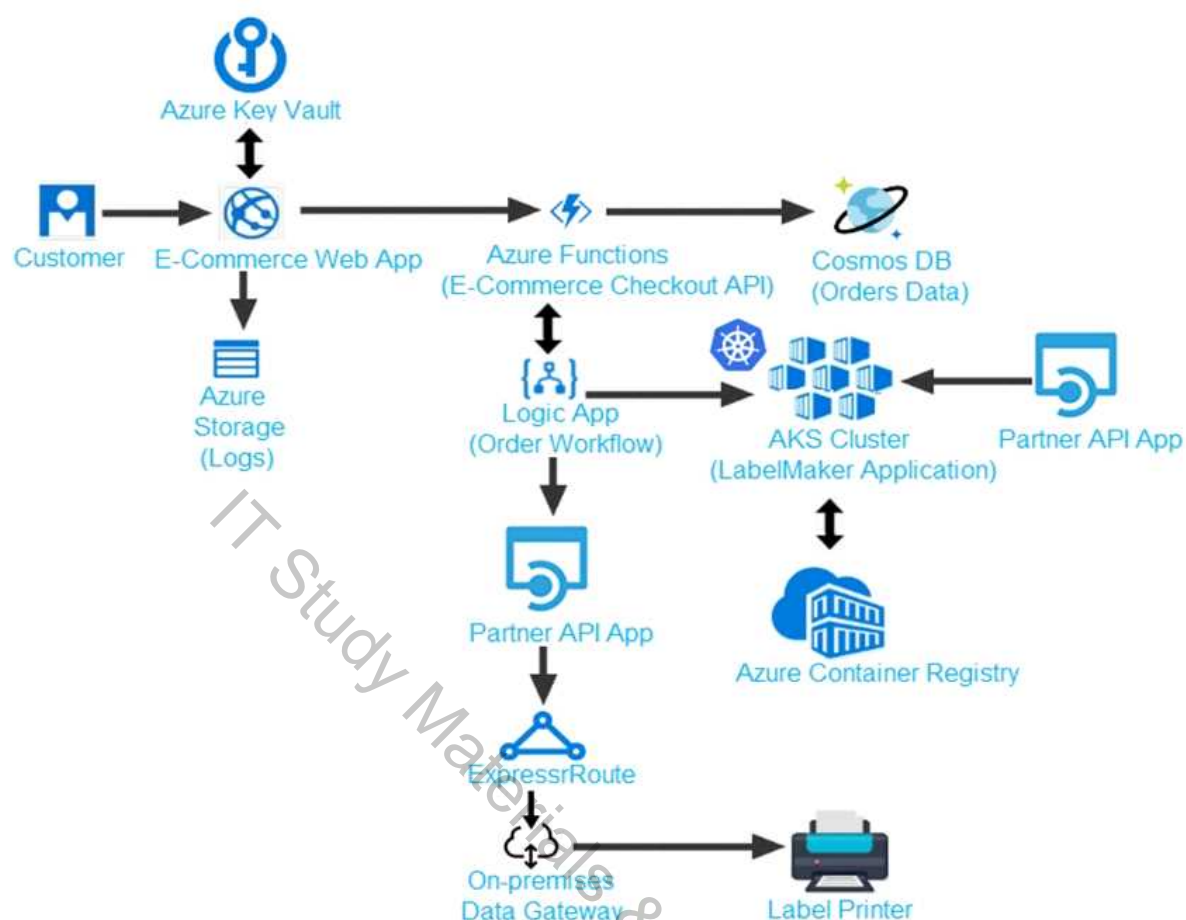 Azure Key Vault
Customer
E-Commerce Web App
Azure Functions
(E-Commerce Checkout API)
Cosmos DB
(Orders Data)
Azure
Storage
(Logs)
Logic App
(Order Workflow)
AKS Cluster
(LabelMaker Application)
Partner API App
Partner API App
Azure Container Registry
ExpressrRoute
On-premises
Data Gateway
Label Printer
IT Study Materials &